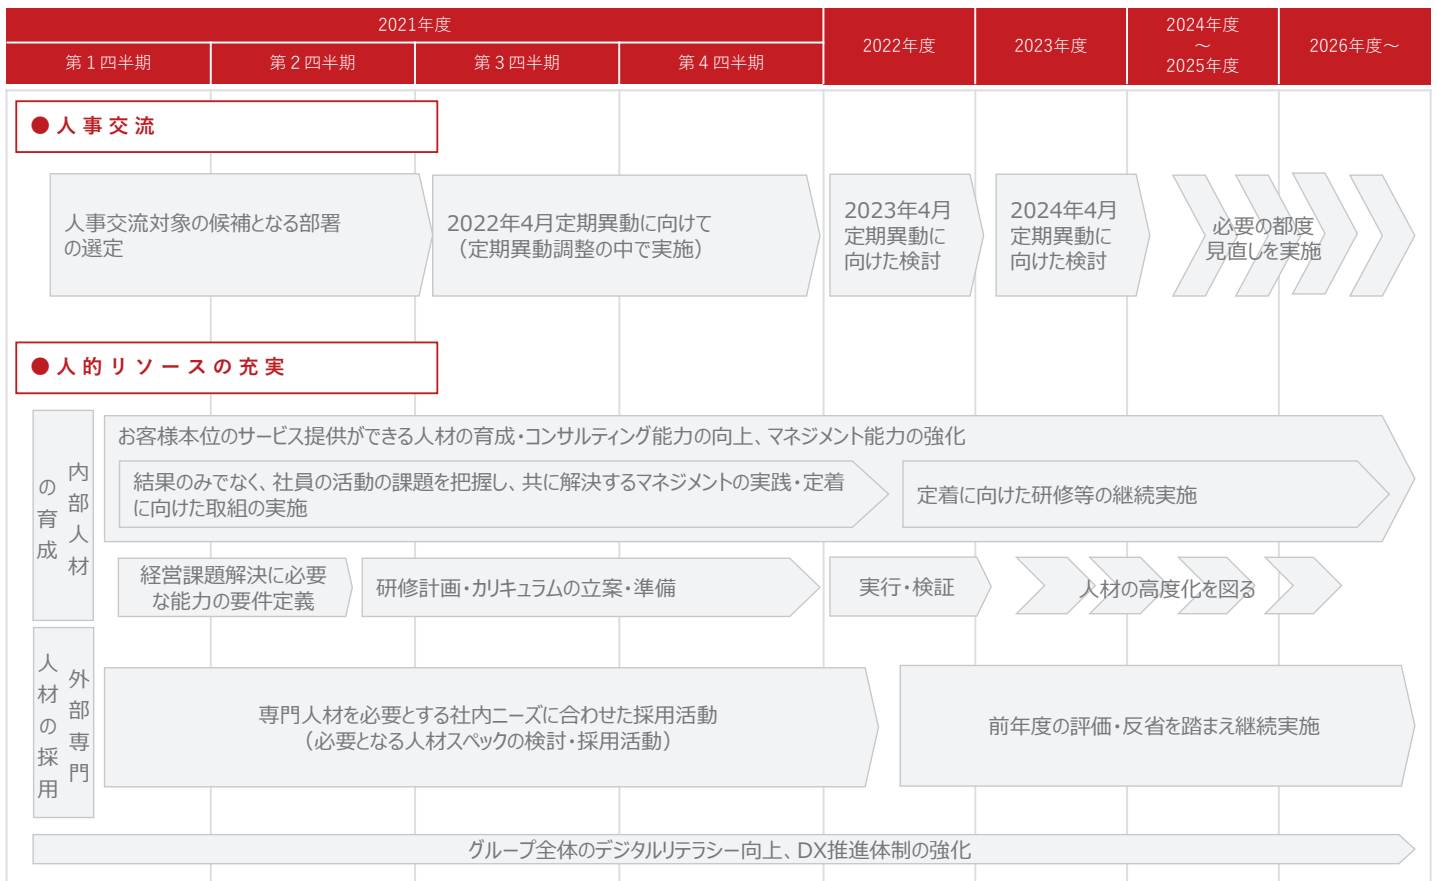 2021年度
2022年度
2023年度
2024年度
～
2025年度
2026年度～
第1四半期
第2四半期
第3四半期
第4四半期
●人事交流
人事交流対象の候補となる部署
の選定
2022年4月定期異動に向けて
（定期異動調整の中で実施）
2023年4月
定期異動に
向けた検討
2024年4月
定期異動に
向けた検討
必要の都度
見直しを実施
●人的リソースの充実
内部人材
の育成
お客様本位のサービス提供ができる人材の育成・コンサルティング能力の向上、マネジメント能力の強化
結果のみでなく、社員の活動の課題を把握し、共に解決するマネジメントの実践・定着
に向けた取組の実施
定着に向けた研修等の継続実施
経営課題解決に必要
な能力の要件定義
研修計画・カリキュラムの立案・準備
実行・検証
人材の高度化を図る
外部専門
人材の採用
専門人材を必要とする社内ニーズに合わせた採用活動
（必要となる人材スペックの検討・採用活動）
前年度の評価・反省を踏まえ継続実施
グループ全体のデジタルリテラシー向上、DX推進体制の強化